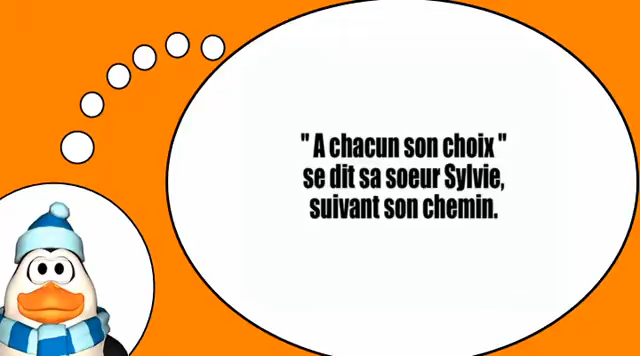 " A chacun son choix "
se dit sa soeur Sylvie,
suivant son chemin.